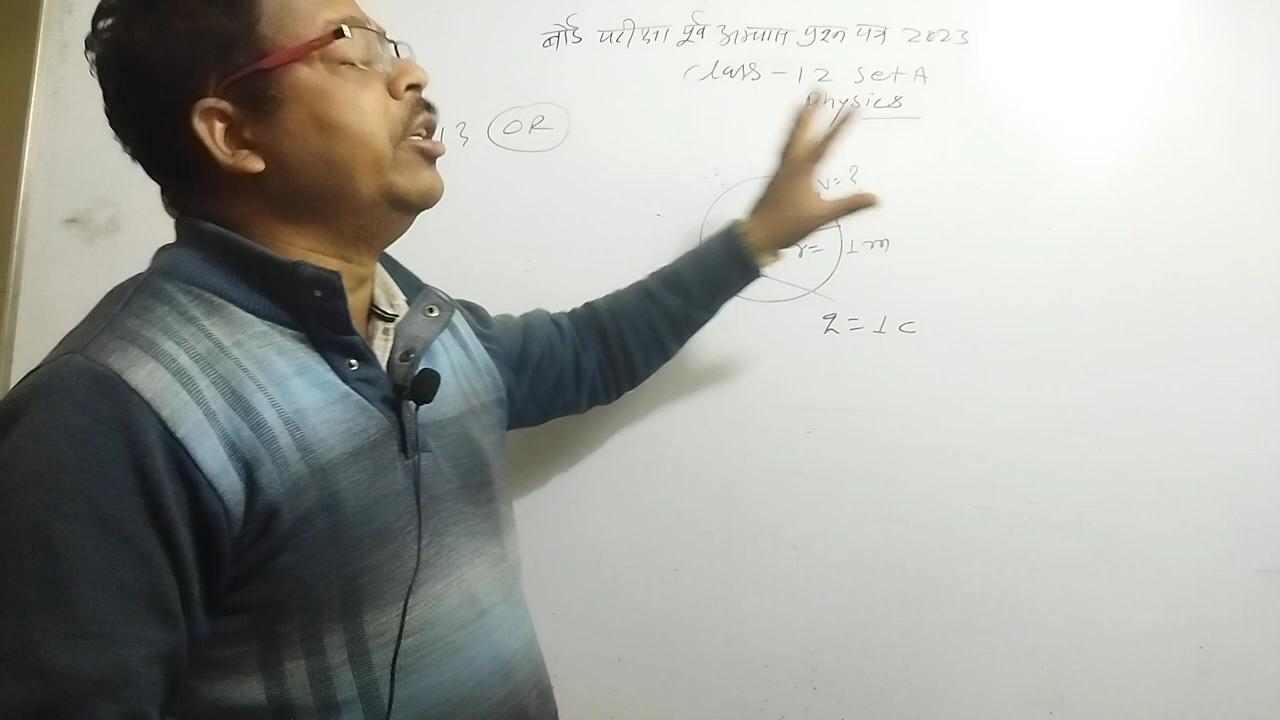 बोर्ड परीक्षा पूर्व अभ्यास प्रश्न पत्र 2023
Class - 12 Set A
Physics
13 OR
v = ?
r = 1 m
q = 1 C